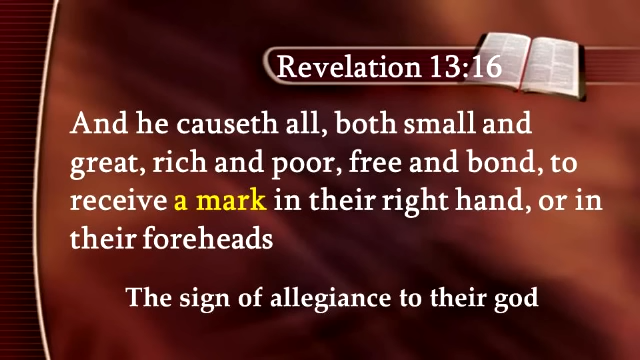 Revelation 13:16
And he causeth all, both small and
great, rich and poor, free and bond, to
receive a mark in their right hand, or in
their foreheads
The sign of allegiance to their god